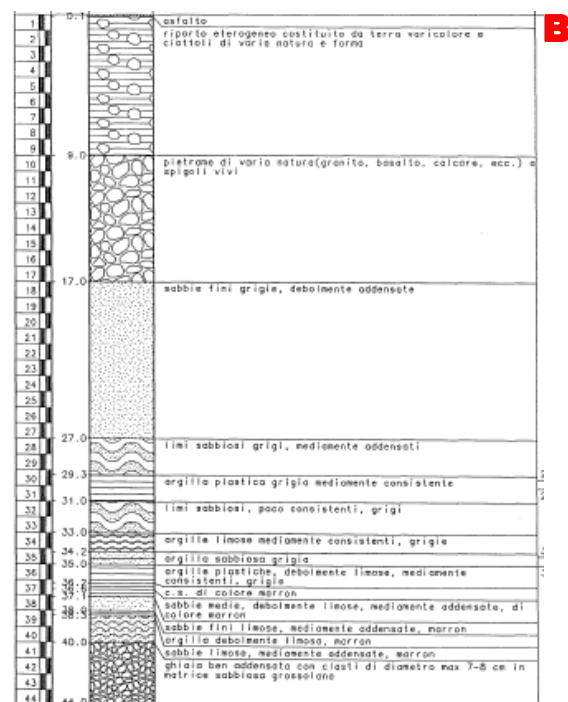 B
0.1
1 asfalto
2 riporto eterogeneo costituito da terra varicolore e
ciottoli di varia natura e forma
3
4
5
6
7
8
9
9.0
10 pietrame di varia natura(granito, basalto, calcare, ecc.) a
11 spigoli vivi
12
13
14
15
16
17
17.0
18 sabbie fini grigie, debolmente addensate
19
20
21
22
23
24
25
26
27
27.0
28 limi sabbiosi grigi, mediamente addensati
29
29.3
30 argilla plastica grigia mediamente consistente
31
31.0
32 limi sabbiosi, poco consistenti, grigi
33
33.0
34 argille limose mediamente consistenti, grigie
34.2
35 argilla sabbiosa grigia
35.0
36 argille plastiche, debolmente limose, mediamente
consistenti, grigie
37 c.s. di colore marron
37.1
38 sabbie medie, debolmente limose, mediamente addensate, di
colore marron
38.3
39 sabbie fini limose, mediamente addensate, marron
40 argilla debolmente limosa, marron
40.0
41 sabbie limose, mediamente addensate, marron
42 ghiaia ben addensata con clasti di diametro max 7-8 cm in
matrice sabbiosa grossolana
43
44